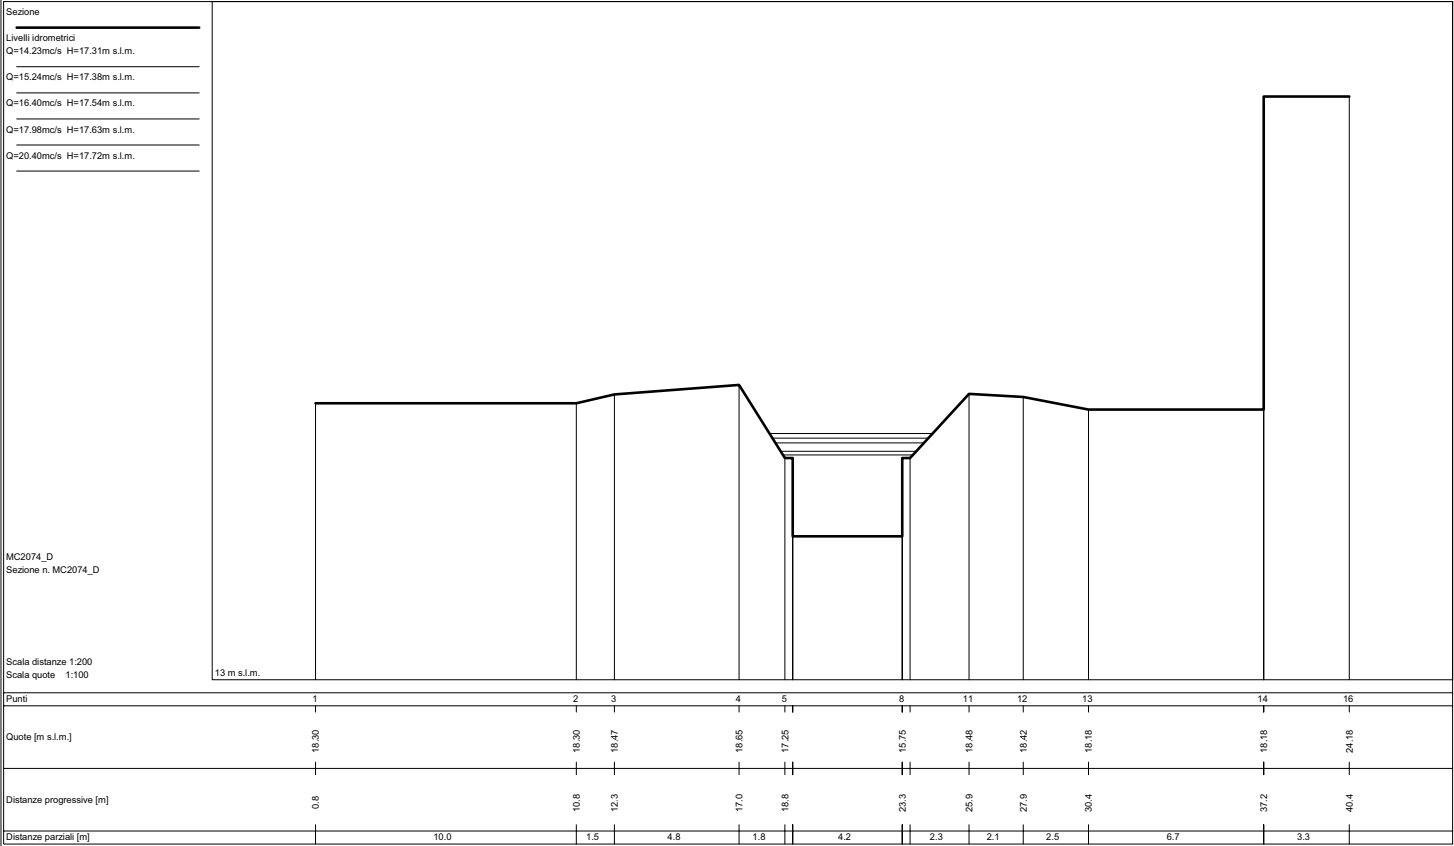 Sezione
Livelli idrometrici
Q=14.23mc/s H=17.31m s.l.m.
Q=15.24mc/s H=17.38m s.l.m.
Q=16.40mc/s H=17.54m s.l.m.
Q=17.98mc/s H=17.63m s.l.m.
Q=20.40mc/s H=17.72m s.l.m.
MC2074_D
Sezione n. MC2074_D
Scala distanze 1:200
Scala quote 1:100
13 m s.l.m.
Punti 1 2 3 4 5 8 11 12 13 14 16
Quote [m s.l.m.] 18.30 18.30 18.47 18.65 17.25 15.75 18.48 18.42 18.18 18.18 24.18
Distanze progressive [m] 0.8 10.8 12.3 17.0 18.8 23.3 25.9 27.9 30.4 37.2 40.4
Distanze parziali [m] 10.0 1.5 4.8 1.8 4.2 2.3 2.1 2.5 6.7 3.3